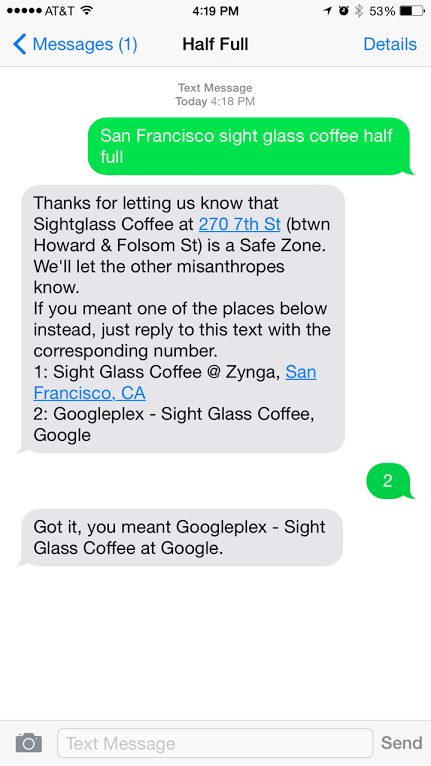 AT&T 4:19 PM 53%
Messages (1) Half Full Details
Text Message
Today 4:18 PM
San Francisco sight glass coffee half
full
Thanks for letting us know that
Sightglass Coffee at 270 7th St (btwn
Howard & Folsom St) is a Safe Zone.
We'll let the other misanthropes
know.
If you meant one of the places below
instead, just reply to this text with the
corresponding number.
1: Sight Glass Coffee @ Zynga, San
Francisco, CA
2: Googleplex - Sight Glass Coffee,
Google
2
Got it, you meant Googleplex - Sight
Glass Coffee at Google.
Text Message Send